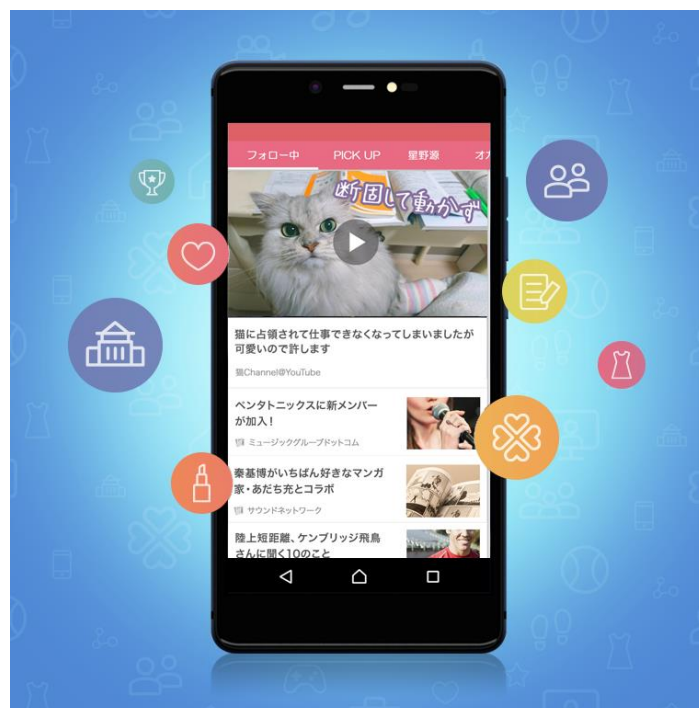 フォロー中 PICK UP 星野源 オカ
断固して動かず
猫に占領されて仕事できなくなってしまいましたが
可愛いので許します
猫Channel@YouTube
ペンタトニックスに新メンバー
が加入！
ミュージックグループドットコム
秦基博がいちばん好きなマンガ
家・あだち充とコラボ
サウンドネットワーク
陸上短距離、ケンブリッジ飛鳥
さんに聞く10のこと